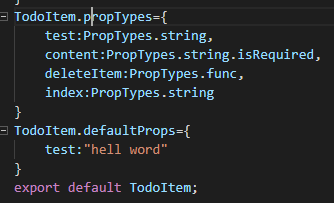 }
TodoItem.propTypes={
    test:PropTypes.string,
    content:PropTypes.string.isRequired,
    deleteItem:PropTypes.func,
    index:PropTypes.string
}
TodoItem.defaultProps={
    test:"hell word"
}
export default TodoItem;